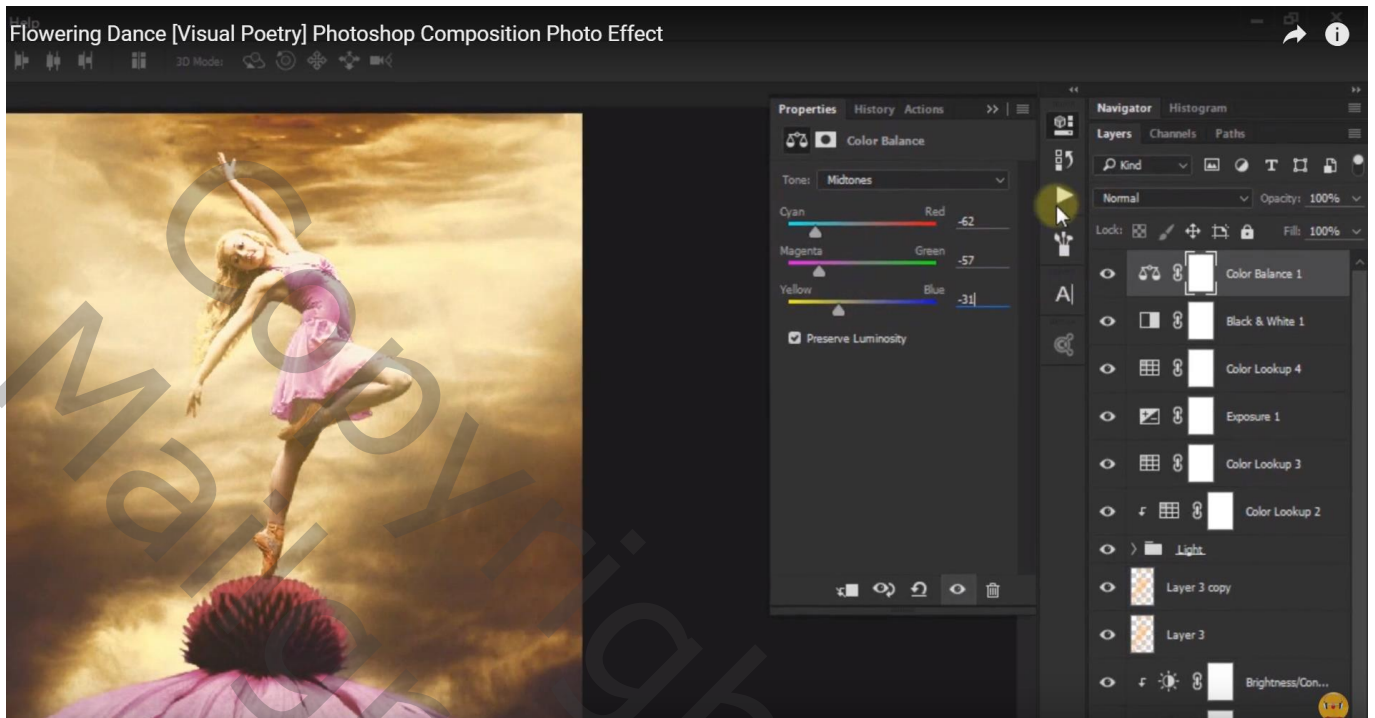 Help
Flowering Dance [Visual Poetry] Photoshop Composition Photo Effect
3D Mode:
Properties History Actions
Color Balance
Tone: Midtones
Cyan Red -62
Magenta Green -57
Yellow Blue -31
Preserve Luminosity
A
Navigator Histogram
Layers Channels Paths
Kind
T
Normal Opacity: 100%
Lock: Fill: 100%
Color Balance 1
Black & White 1
Color Lookup 4
Exposure 1
Color Lookup 3
Color Lookup 2
Light
Layer 3 copy
Layer 3
Brightness/Con...
Copyrigh